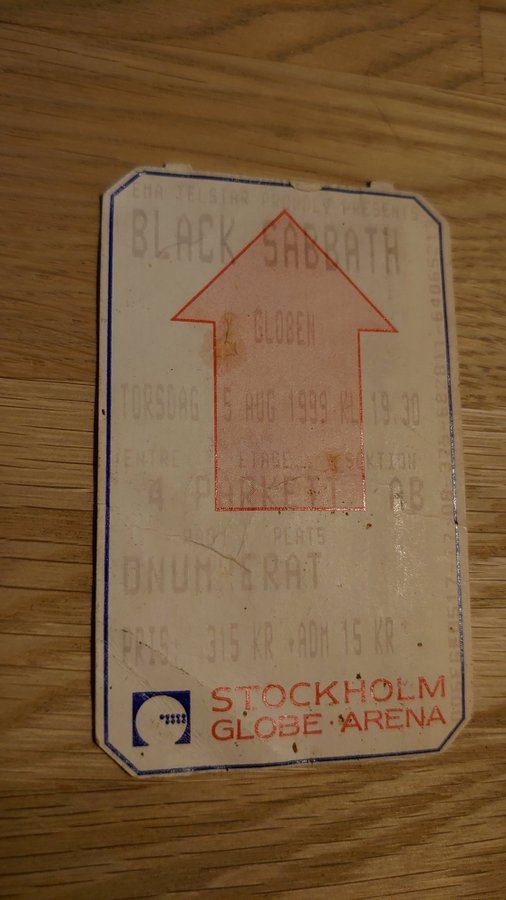 EMA TELSTAR PROUDLY PRESENTS
BLACK SABBATH
I GLOBEN
TORSDAG 5 AUG 1999 KL 19.30
ENTRE ETAGE SEKTION
4 PARKETT AB
PLATS
ONUMRERAT
PRIS: 315 KR +ADM 15 KR
STOCKHOLM
GLOBE ARENA